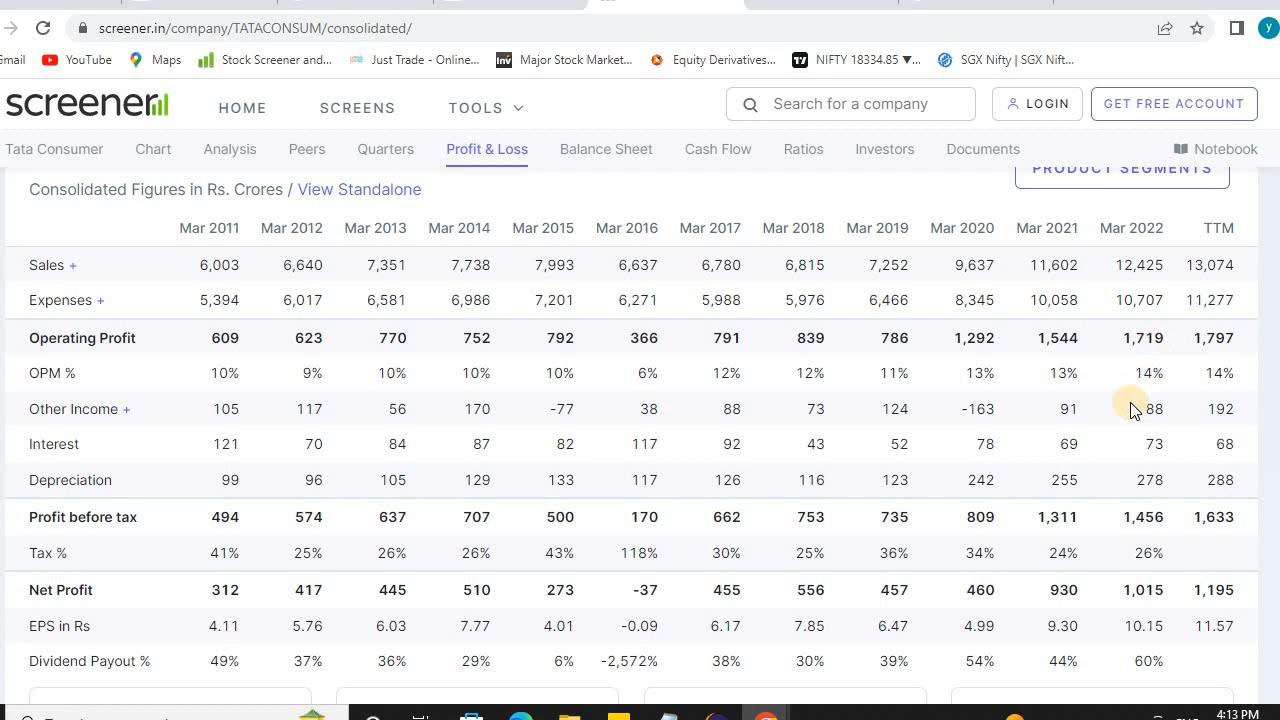 screener.in/company/TATACONSUM/consolidated/
y
Gmail YouTube Maps Stock Screener and... Just Trade - Online... Inv Major Stock Market... Equity Derivatives... NIFTY 18334.85 ▼... SGX Nifty | SGX Nift...
screener HOME SCREENS TOOLS Search for a company LOGIN GET FREE ACCOUNT
Tata Consumer Chart Analysis Peers Quarters Profit & Loss Balance Sheet Cash Flow Ratios Investors Documents Notebook
PRODUCT SEGMENTS
Consolidated Figures in Rs. Crores / View Standalone
Mar 2011 Mar 2012 Mar 2013 Mar 2014 Mar 2015 Mar 2016 Mar 2017 Mar 2018 Mar 2019 Mar 2020 Mar 2021 Mar 2022 TTM
Sales + 6,003 6,640 7,351 7,738 7,993 6,637 6,780 6,815 7,252 9,637 11,602 12,425 13,074
Expenses + 5,394 6,017 6,581 6,986 7,201 6,271 5,988 5,976 6,466 8,345 10,058 10,707 11,277
Operating Profit 609 623 770 752 792 366 791 839 786 1,292 1,544 1,719 1,797
OPM % 10% 9% 10% 10% 10% 6% 12% 12% 11% 13% 13% 14% 14%
Other Income + 105 117 56 170 -77 38 88 73 124 -163 91 88 192
Interest 121 70 84 87 82 117 92 43 52 78 69 73 68
Depreciation 99 96 105 129 133 117 126 116 123 242 255 278 288
Profit before tax 494 574 637 707 500 170 662 753 735 809 1,311 1,456 1,633
Tax % 41% 25% 26% 26% 43% 118% 30% 25% 36% 34% 24% 26%
Net Profit 312 417 445 510 273 -37 455 556 457 460 930 1,015 1,195
EPS in Rs 4.11 5.76 6.03 7.77 4.01 -0.09 6.17 7.85 6.47 4.99 9.30 10.15 11.57
Dividend Payout % 49% 37% 36% 29% 6% -2,572% 38% 30% 39% 54% 44% 60%
4:13 PM